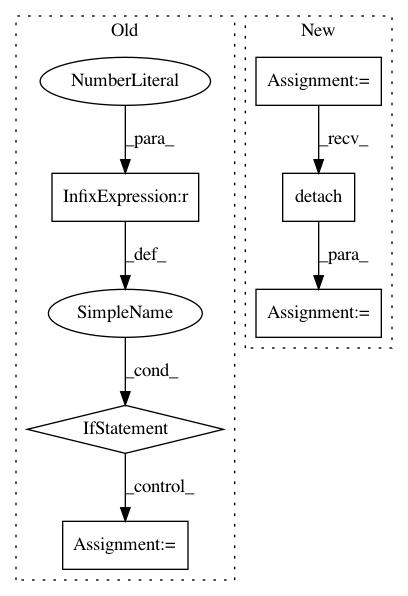 Old
NumberLiteral
_para_
InfixExpression:r
_def_
SimpleName
_cond_
IfStatement
_control_
Assignment:=
New
Assignment:=
_recv_
detach
_para_
Assignment:=